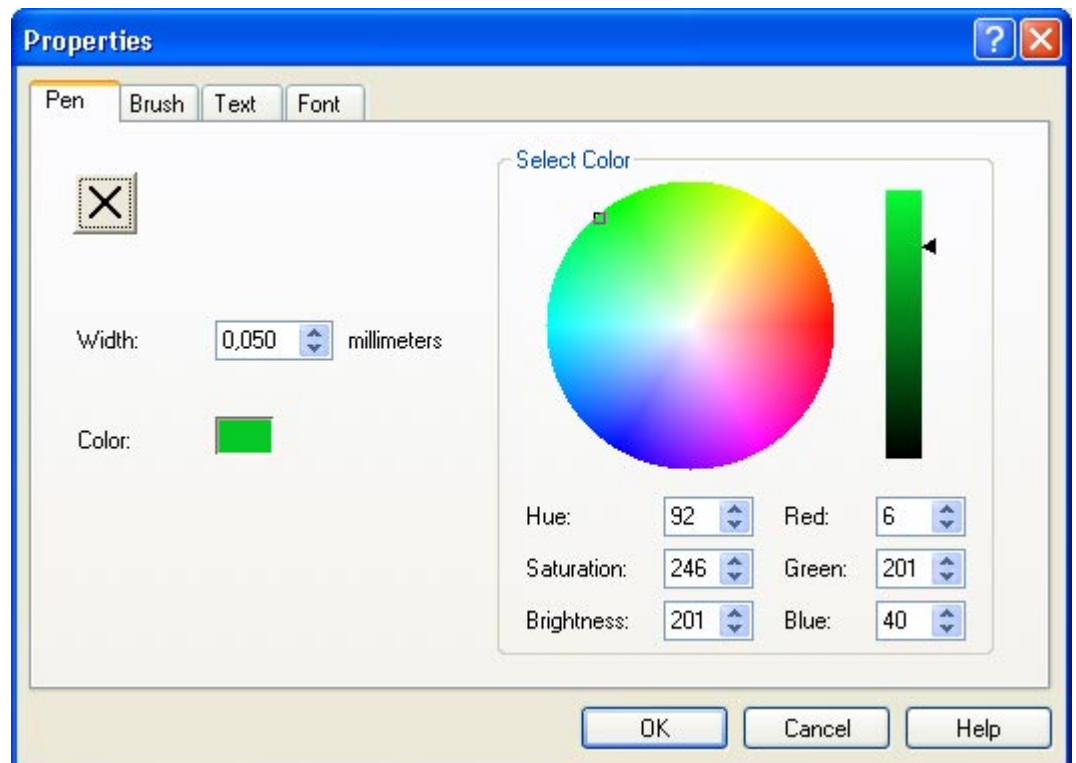 Properties
Pen Brush Text Font
Select Color
Width: 0,050 millimeters
Color:
Hue: 92 Red: 6
Saturation: 246 Green: 201
Brightness: 201 Blue: 40
OK Cancel Help